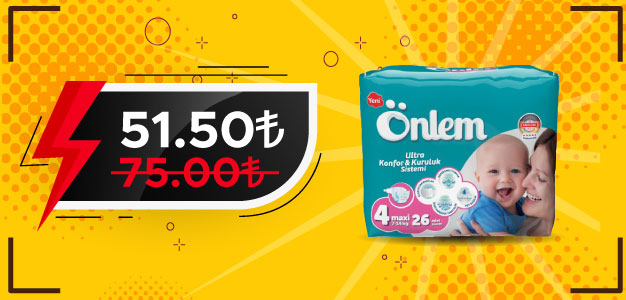 51.50₺
75.00₺
Yeni
Önlem
Ultra
Konfor & Kuruluk
Sistemi
4 maxi
26